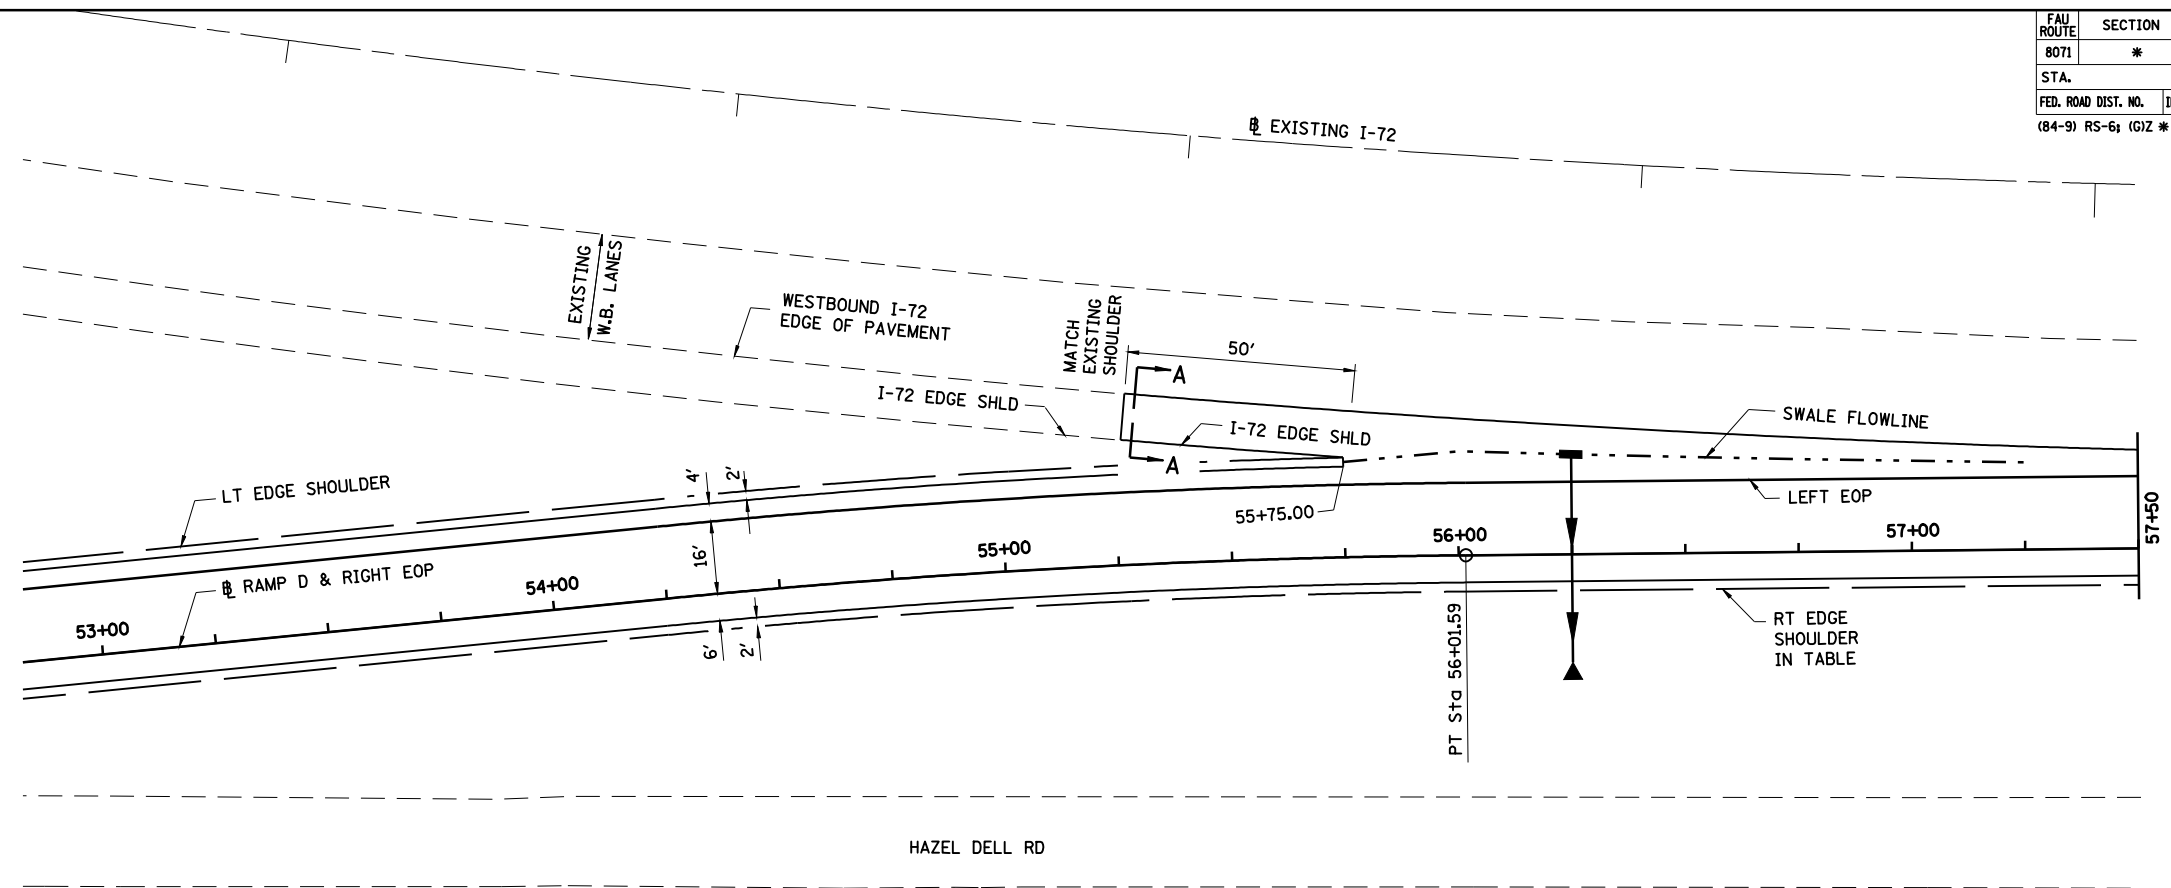 FAU
ROUTE
SECTION
8071
*
STA.
FED. ROAD DIST. NO.
(84-9) RS-6; (G)Z *
EXISTING I-72
EXISTING
W.B. LANES
WESTBOUND I-72
EDGE OF PAVEMENT
MATCH
EXISTING
SHOULDER
50'
A
I-72 EDGE SHLD
I-72 EDGE SHLD
A
SWALE FLOWLINE
LT EDGE SHOULDER
4'
2'
LEFT EOP
55+75.00
57+50
16'
RAMP D & RIGHT EOP
53+00
54+00
55+00
56+00
57+00
6'
2'
PT Sta 56+01.59
RT EDGE
SHOULDER
IN TABLE
HAZEL DELL RD